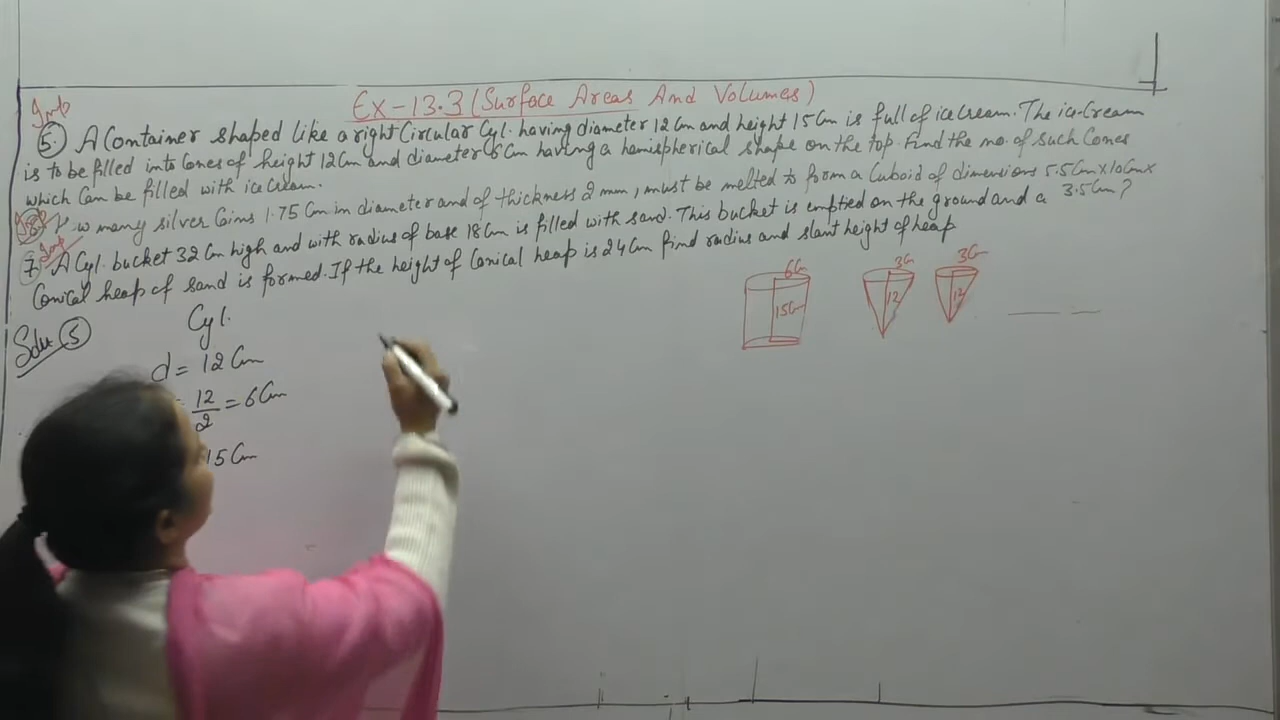 Imp
Ex-13.3 (Surface Areas And Volumes)
5. A Container shaped like a right Circular Cyl. having diameter 12 Cm and height 15 Cm is full of ice cream. The ice-Cream
is to be filled into Cones of height 12 Cm and diameter 6 Cm having a hemispherical shape on the top. Find the no. of such Cones
which Can be filled with ice Cream.
w many silver Coins 1.75 Cm in diameter and of thickness 2 mm, must be melted to form a Cuboid of dimensions 5.5 Cm x 10 Cm x
3.5 Cm?
Imp
7. A Cyl. bucket 32 Cm high and with radius of base 18 Cm is filled with sand. This bucket is emptied on the ground and a
Conical heap of sand is formed. If the height of Conical heap is 24 Cm find radius and slant height of heap
6 Cm
15 Cm
3 Cm
12
3 Cm
12
Solu. 5
Cyl.
d = 12 Cm
= 12/2 = 6 Cm
15 Cm